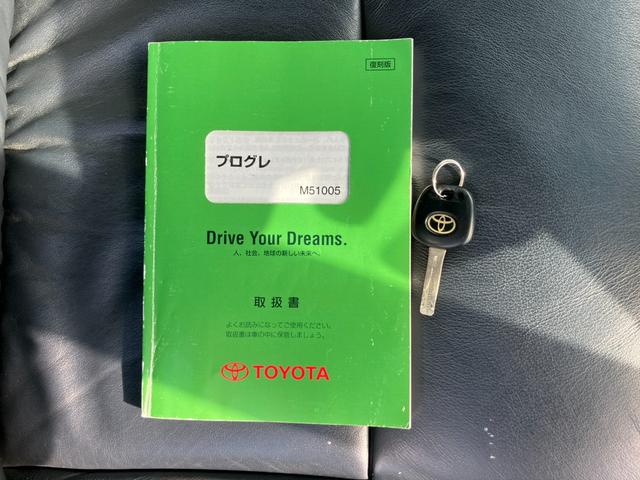 復刻版
プログレ
M51005
Drive Your Dreams.
人、社会、地球の新しい未来へ。
取扱書
よくお読みになってご使用ください。
取扱書は車の中に保管しましょう。
TOYOTA